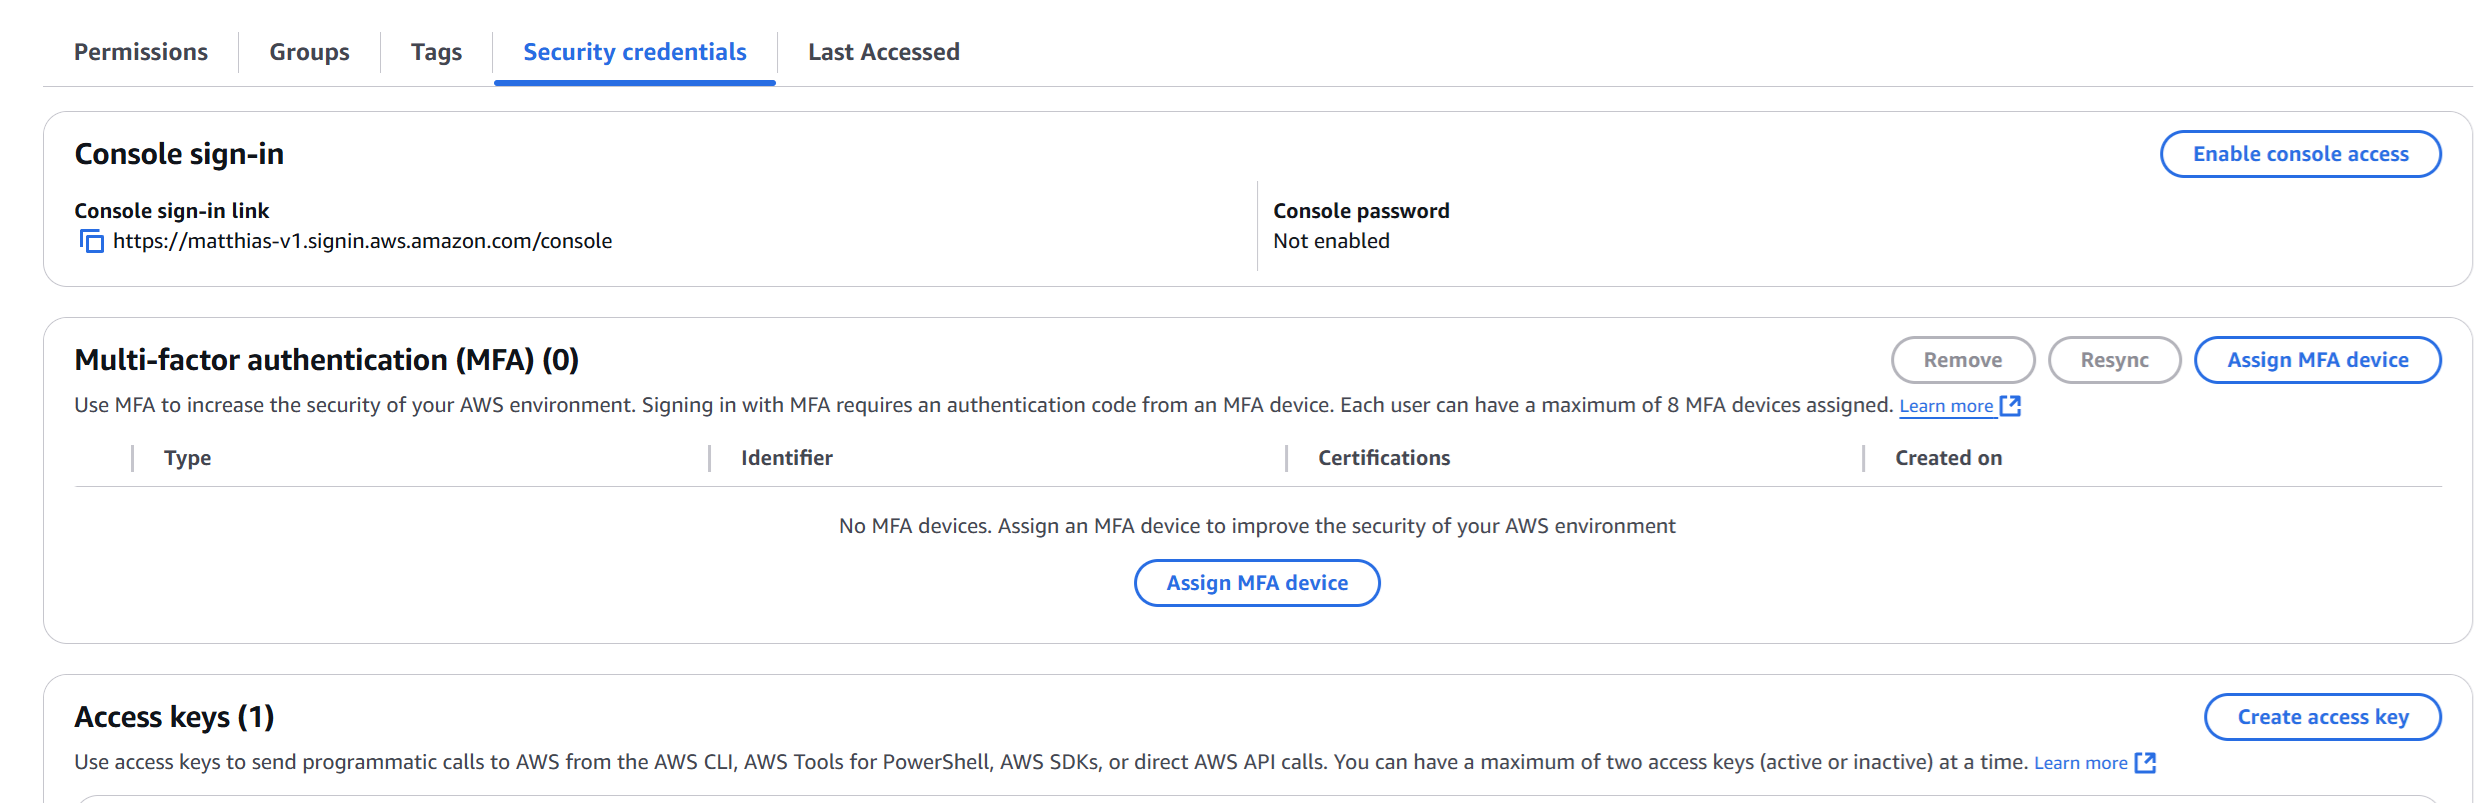 Permissions Groups Tags Security credentials Last Accessed
Console sign-in Enable console access
Console sign-in link Console password
https://matthias-v1.signin.aws.amazon.com/console Not enabled
Multi-factor authentication (MFA) (0) Remove Resync Assign MFA device
Use MFA to increase the security of your AWS environment. Signing in with MFA requires an authentication code from an MFA device. Each user can have a maximum of 8 MFA devices assigned. Learn more
Type Identifier Certifications Created on
No MFA devices. Assign an MFA device to improve the security of your AWS environment
Assign MFA device
Access keys (1) Create access key
Use access keys to send programmatic calls to AWS from the AWS CLI, AWS Tools for PowerShell, AWS SDKs, or direct AWS API calls. You can have a maximum of two access keys (active or inactive) at a time. Learn more